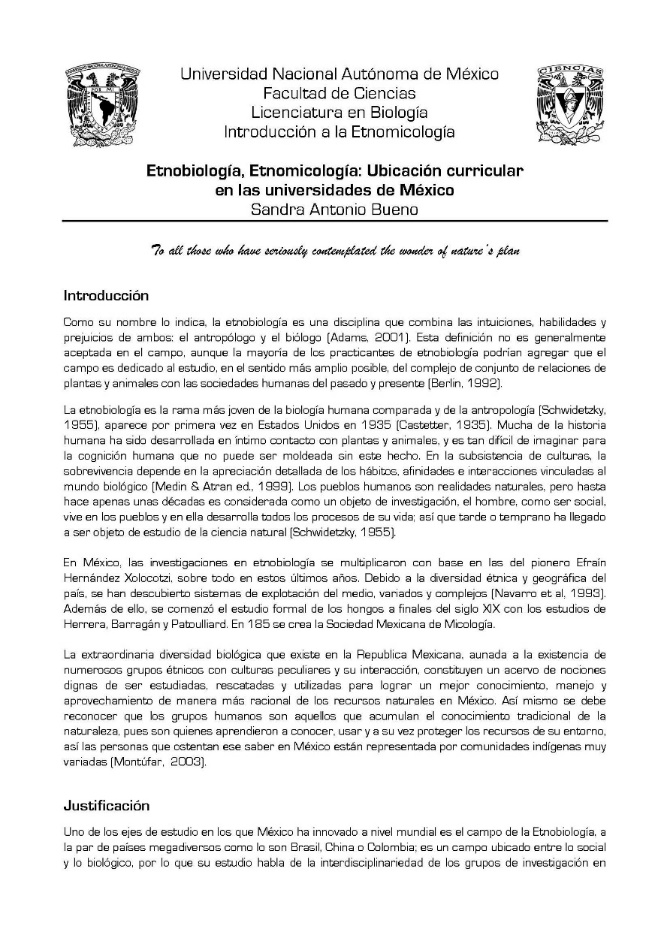 Universidad Nacional Autónoma de México
Facultad de Ciencias
Licenciatura en Biología
Introducción a la Etnomicología
CIENCIAS
Etnobiología, Etnomicología: Ubicación curricular
en las universidades de México
Sandra Antonio Bueno
To all those who have seriously contemplated the wonder of nature's plan
Introducción
Como su nombre lo indica, la etnobiología es una disciplina que combina las intuiciones, habilidades y
prejuicios de ambos: el antropólogo y el biólogo (Adams, 2001). Esta definición no es generalmente
aceptada en el campo, aunque la mayoría de los practicantes de etnobiología podrían agregar que el
campo es dedicado al estudio, en el sentido más amplio posible, del complejo de conjunto de relaciones de
plantas y animales con las sociedades humanas del pasado y presente (Berlin, 1992).
La etnobiología es la rama más joven de la biología humana comparada y de la antropología (Schwidetzky,
1955), aparece por primera vez en Estados Unidos en 1935 (Castetter, 1935). Mucha de la historia
humana ha sido desarrollada en íntimo contacto con plantas y animales, y es tan difícil de imaginar para
la cognición humana que no puede ser moldeada sin este hecho. En la subsistencia de culturas, la
sobrevivencia depende en la apreciación detallada de los hábitos, afinidades e interacciones vinculadas al
mundo biológico (Medin & Atran ed., 1999). Los pueblos humanos son realidades naturales, pero hasta
hace apenas unas décadas es considerada como un objeto de investigación, el hombre, como ser social,
vive en los pueblos y en ella desarrolla todos los procesos de su vida; así que tarde o temprano ha llegado
a ser objeto de estudio de la ciencia natural (Schwidetzky, 1955).
En México, las investigaciones en etnobiología se multiplicaron con base en las del pionero Efraín
Hernández Xolocotzi, sobre todo en estos últimos años. Debido a la diversidad étnica y geográfica del
país, se han descubierto sistemas de explotación del medio, variados y complejos (Navarro et al, 1993).
Además de ello, se comenzó el estudio formal de los hongos a finales del siglo XIX con los estudios de
Herrera, Barragán y Patoulliard. En 185 se crea la Sociedad Mexicana de Micología.
La extraordinaria diversidad biológica que existe en la Republica Mexicana, aunada a la existencia de
numerosos grupos étnicos con culturas peculiares y su interacción, constituyen un acervo de nociones
dignas de ser estudiadas, rescatadas y utilizadas para lograr un mejor conocimiento, manejo y
aprovechamiento de manera más racional de los recursos naturales en México. Así mismo se debe
reconocer que los grupos humanos son aquellos que acumulan el conocimiento tradicional de la
naturaleza, pues son quienes aprendieron a conocer, usar y a su vez proteger los recursos de su entorno,
así las personas que ostentan ese saber en México están representada por comunidades indígenas muy
variadas (Montúfar, 2003).
Justificación
Uno de los ejes de estudio en los que México ha innovado a nivel mundial es el campo de la Etnobiología, a
la par de países megadiversos como lo son Brasil, China o Colombia; es un campo ubicado entre lo social
y lo biológico, por lo que su estudio habla de la interdisciplinariedad de los grupos de investigación en